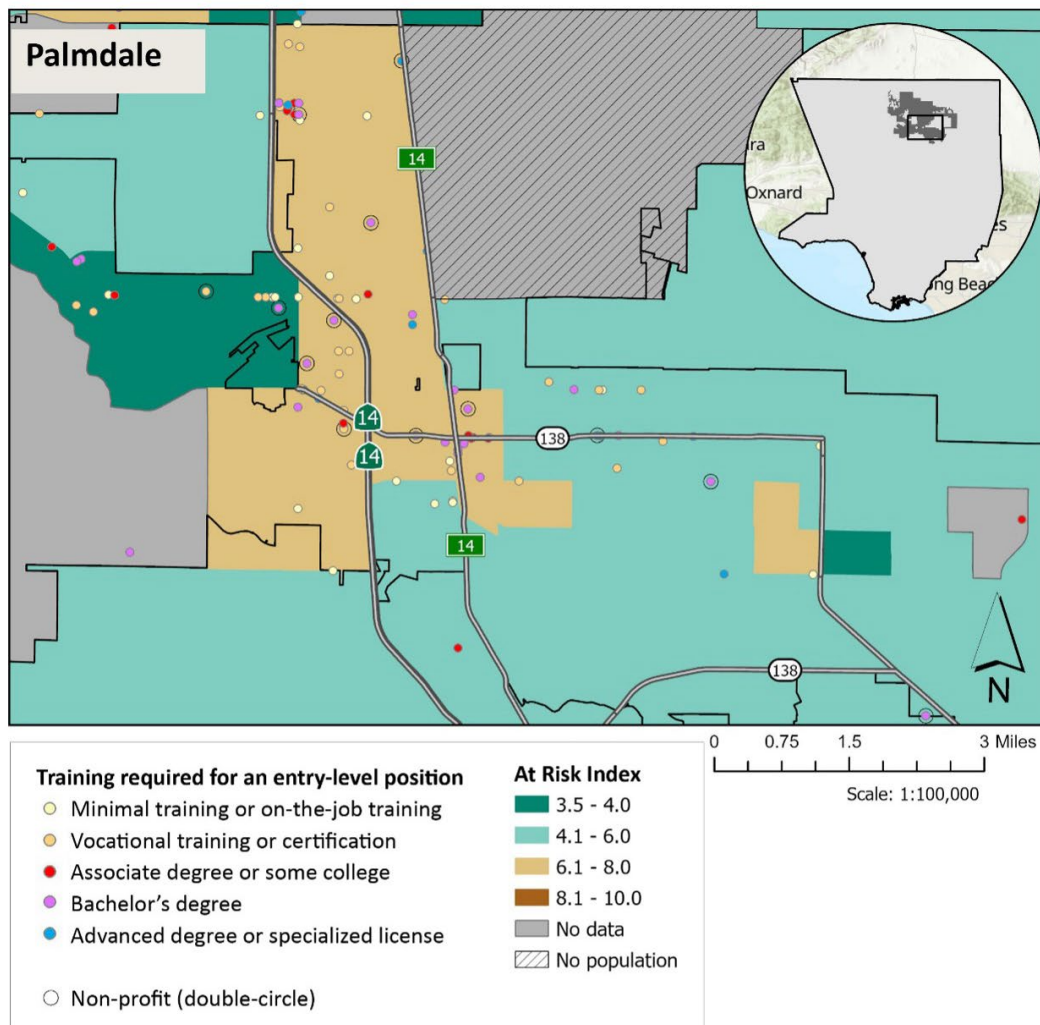 Palmdale
ra
Oxnard
es
ong Beac
14
14
14
138
14
138
N
0 0.75 1.5 3 Miles
Scale: 1:100,000
Training required for an entry-level position
Minimal training or on-the-job training
Vocational training or certification
Associate degree or some college
Bachelor's degree
Advanced degree or specialized license
Non-profit (double-circle)
At Risk Index
3.5 - 4.0
4.1 - 6.0
6.1 - 8.0
8.1 - 10.0
No data
No population